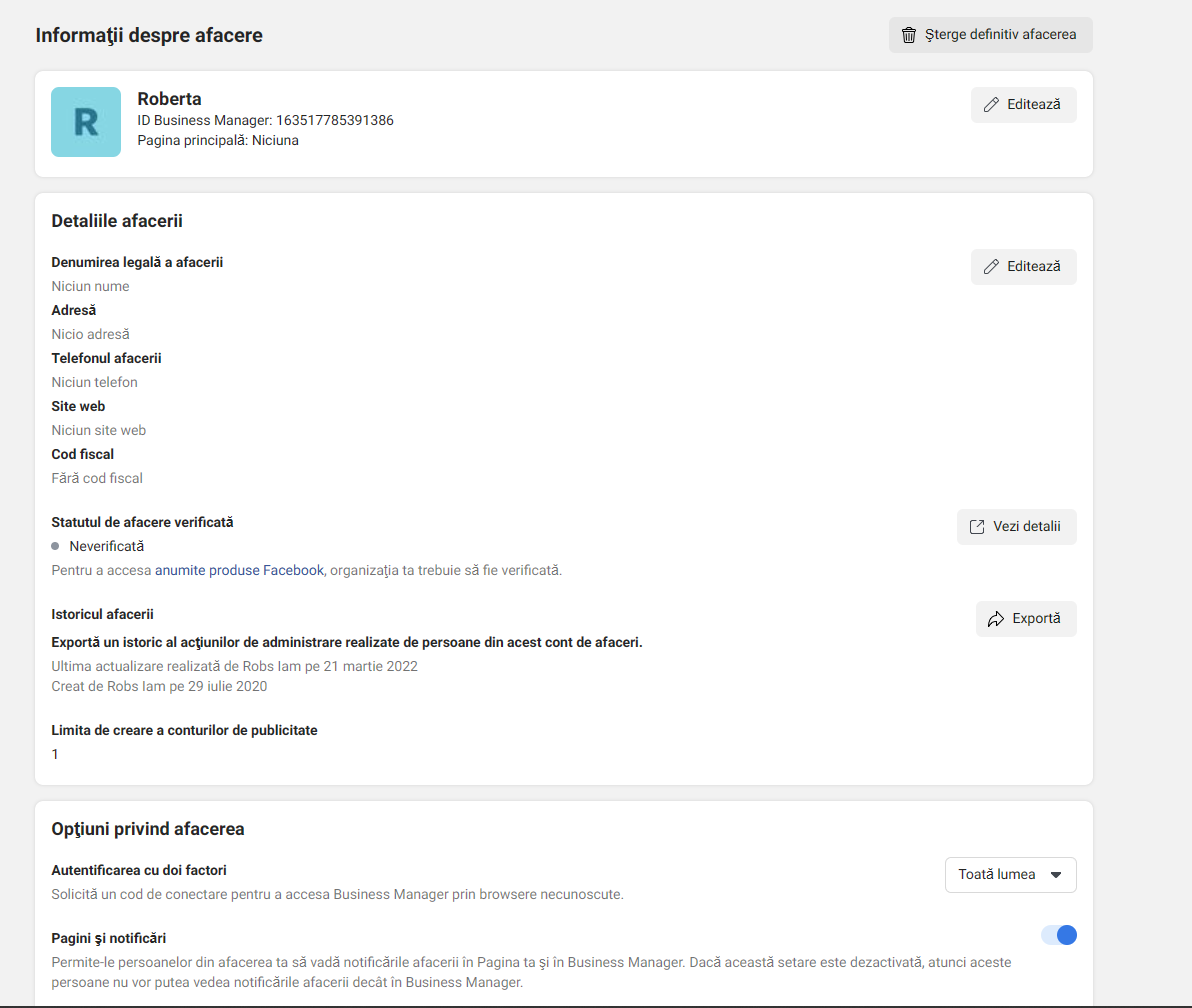 Informaţii despre afacere
Şterge definitiv afacerea
R
Roberta
ID Business Manager: 163517785391386
Pagina principală: Niciuna
Editează
Detaliile afacerii
Denumirea legală a afacerii
Editează
Niciun nume
Adresă
Nicio adresă
Telefonul afacerii
Niciun telefon
Site web
Niciun site web
Cod fiscal
Fără cod fiscal
Statutul de afacere verificată
Vezi detalii
Neverificată
Pentru a accesa anumite produse Facebook, organizaţia ta trebuie să fie verificată.
Istoricul afacerii
Exportă
Exportă un istoric al acţiunilor de administrare realizate de persoane din acest cont de afaceri.
Ultima actualizare realizată de Robs Iam pe 21 martie 2022
Creat de Robs Iam pe 29 iulie 2020
Limita de creare a conturilor de publicitate
1
Opţiuni privind afacerea
Autentificarea cu doi factori
Toată lumea
Solicită un cod de conectare pentru a accesa Business Manager prin browsere necunoscute.
Pagini şi notificări
Permite-le persoanelor din afacerea ta să vadă notificările afacerii în Pagina ta şi în Business Manager. Dacă această setare este dezactivată, atunci aceste
persoane nu vor putea vedea notificările afacerii decât în Business Manager.